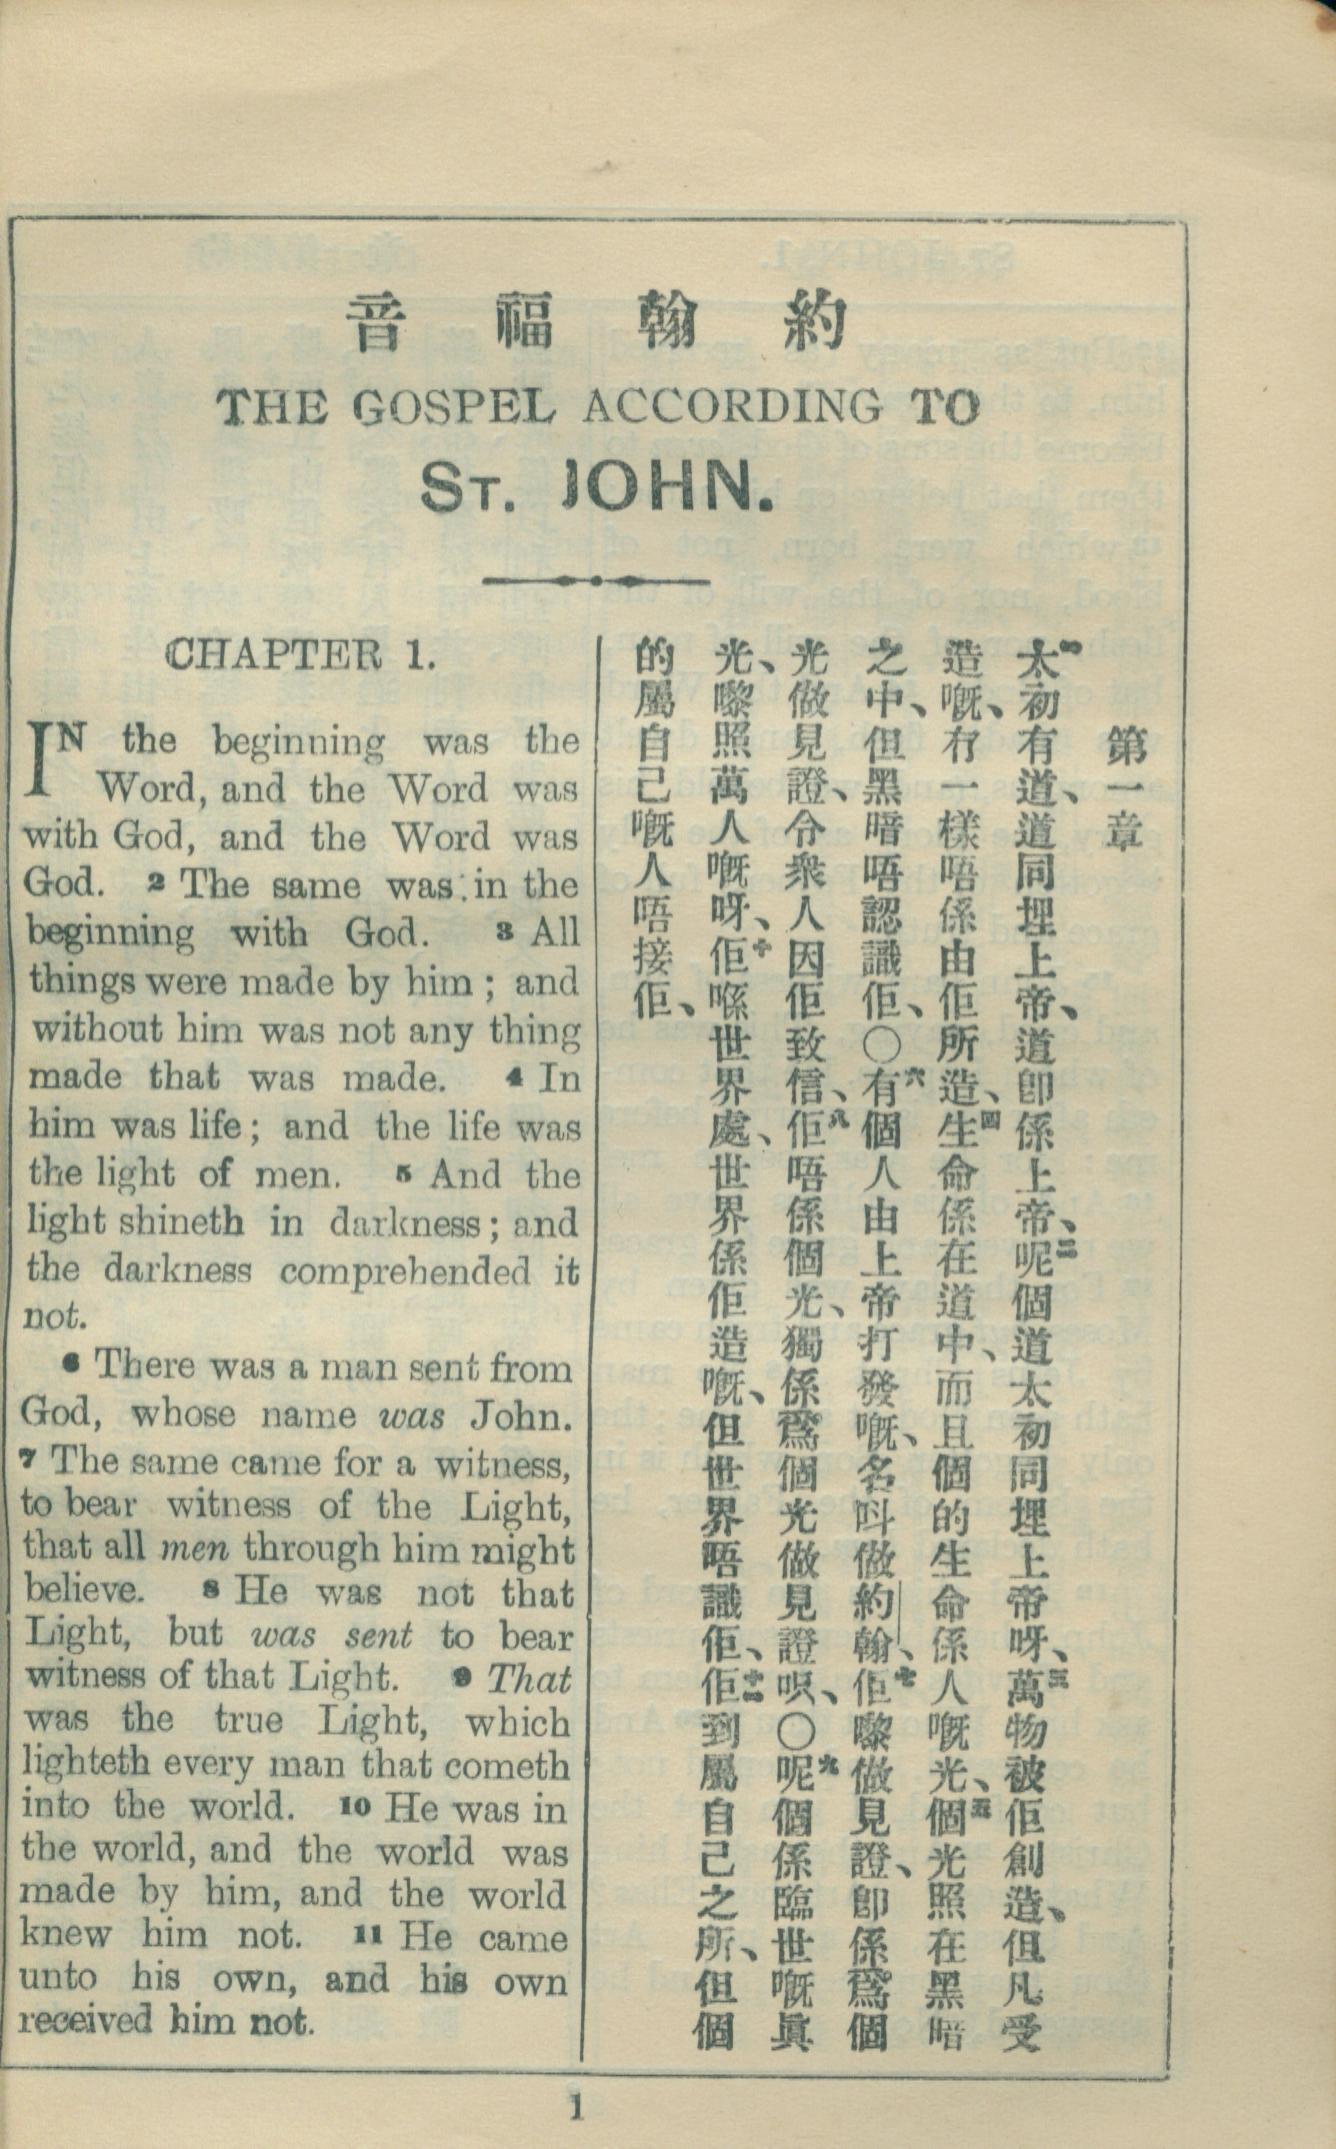 約翰福音
THE GOSPEL ACCORDING TO
ST. JOHN.
CHAPTER 1.
IN the beginning was the
Word, and the Word was
with God, and the Word was
God. 2 The same was in the
beginning with God. 3 All
things were made by him; and
without him was not any thing
made that was made. 4 In
him was life; and the life was
the light of men. 5 And the
light shineth in darkness; and
the darkness comprehended it
not.
6 There was a man sent from
God, whose name was John.
7 The same came for a witness,
to bear witness of the Light,
that all men through him might
believe. 8 He was not that
Light, but was sent to bear
witness of that Light. 9 That
was the true Light, which
lighteth every man that cometh
into the world. 10 He was in
the world, and the world was
made by him, and the world
knew him not. 11 He came
unto his own, and his own
received him not.
第一章
太一初有道、道同埋上帝、道卽係上帝、呢二個道太初同埋上帝呀、萬三物被佢創造、但凡受
造嘅、冇一樣唔係由佢所造、生四命係在道中、而且個的生命係人嘅光、個五光照在黑暗
之中、但黑暗唔認識佢、〇有六個人由上帝打發嘅、名呌做約翰、佢七嚟做見證、卽係爲個
光做見證、令衆人因佢致信、佢八唔係個光、獨係爲個光做見證呮、〇呢九個係臨世嘅眞
光、嚟照萬人嘅呀、佢十喺世界處、世界係佢造嘅、但世界唔識佢、佢十一到屬自己之所、但個
的屬自己嘅人唔接佢、
1